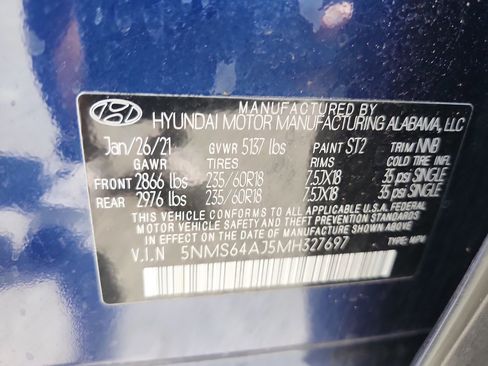 MANUFACTURED BY
HYUNDAI MOTOR MANUFACTURING ALABAMA, LLC
Jan/26/21 GVWR 5137 lbs PAINT ST2 TRIM NNB
GAWR TIRES RIMS COLD TIRE INFL
FRONT 2866 lbs 235/60R18 7.5JX18 35 psi SINGLE
REAR 2976 lbs 235/60R18 7.5JX18 35 psi SINGLE
THIS VEHICLE CONFORMS TO ALL APPLICABLE U.S. FEDERAL
MOTOR VEHICLE SAFETY, BUMPER, AND THEFT PREVENTION
STANDARDS IN EFFECT ON THE DATE OF MANUFACTURE SHOWN ABOVE.
V.I.N 5NMS64AJ5MH327697 TYPE: MPV